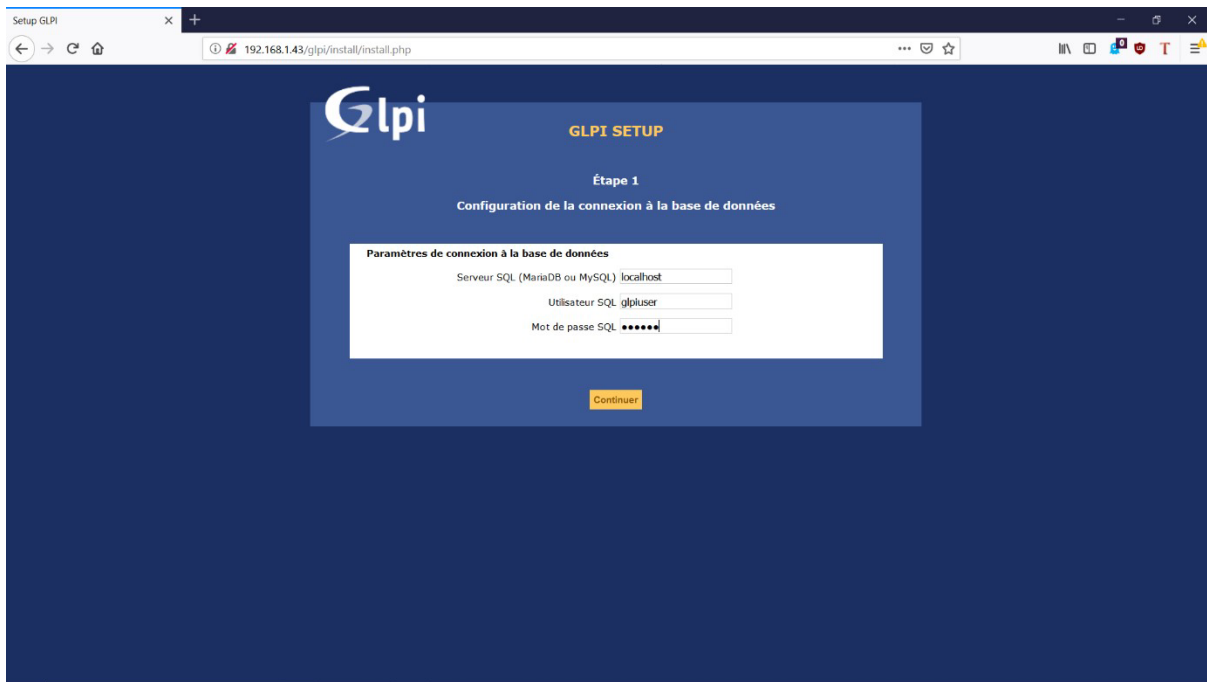 Setup GLPI
192.168.1.43/glpi/install/install.php
0
T
Glpi
GLPI SETUP
Étape 1
Configuration de la connexion à la base de données
Paramètres de connexion à la base de données
Serveur SQL (MariaDB ou MySQL) localhost
Utilisateur SQL glpiuser
Mot de passe SQL ●●●●●●
Continuer